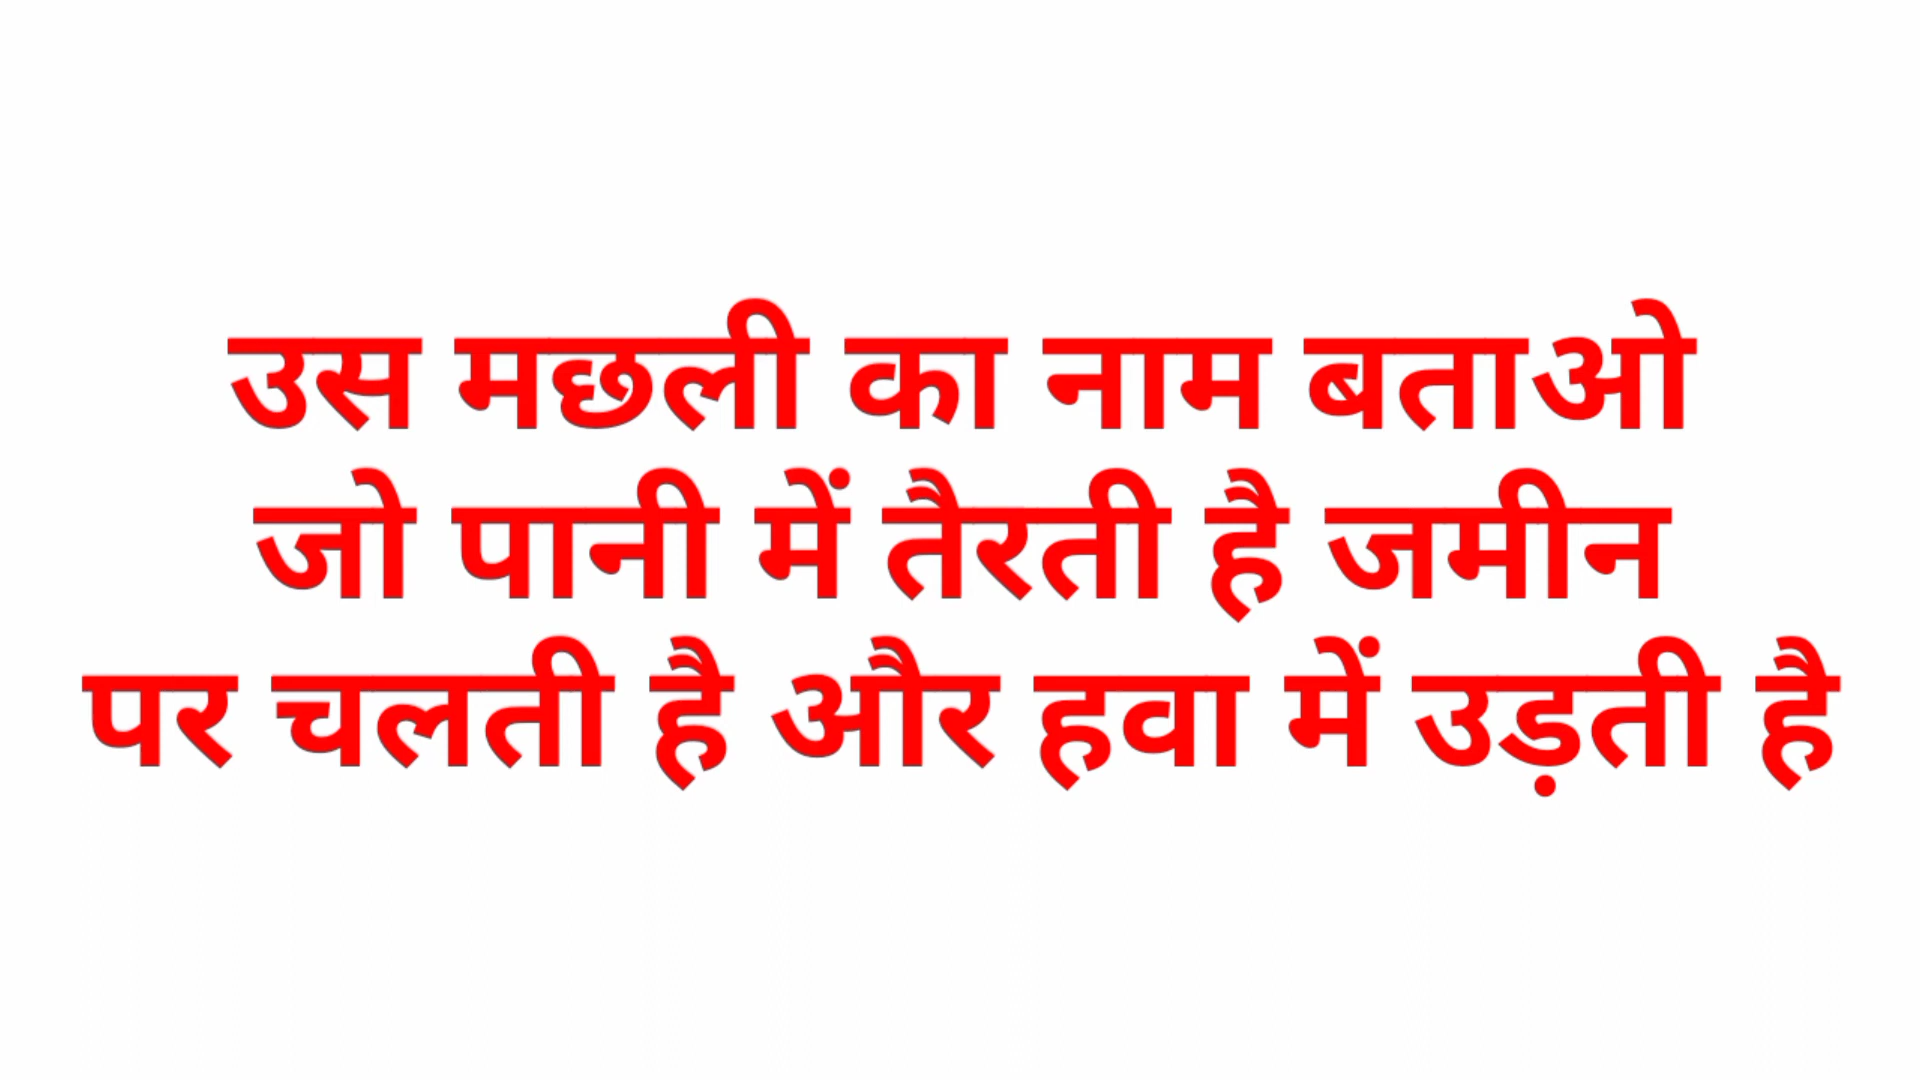 उस मछली का नाम बताओ
जो पानी में तैरती है जमीन
पर चलती है और हवा में उड़ती है